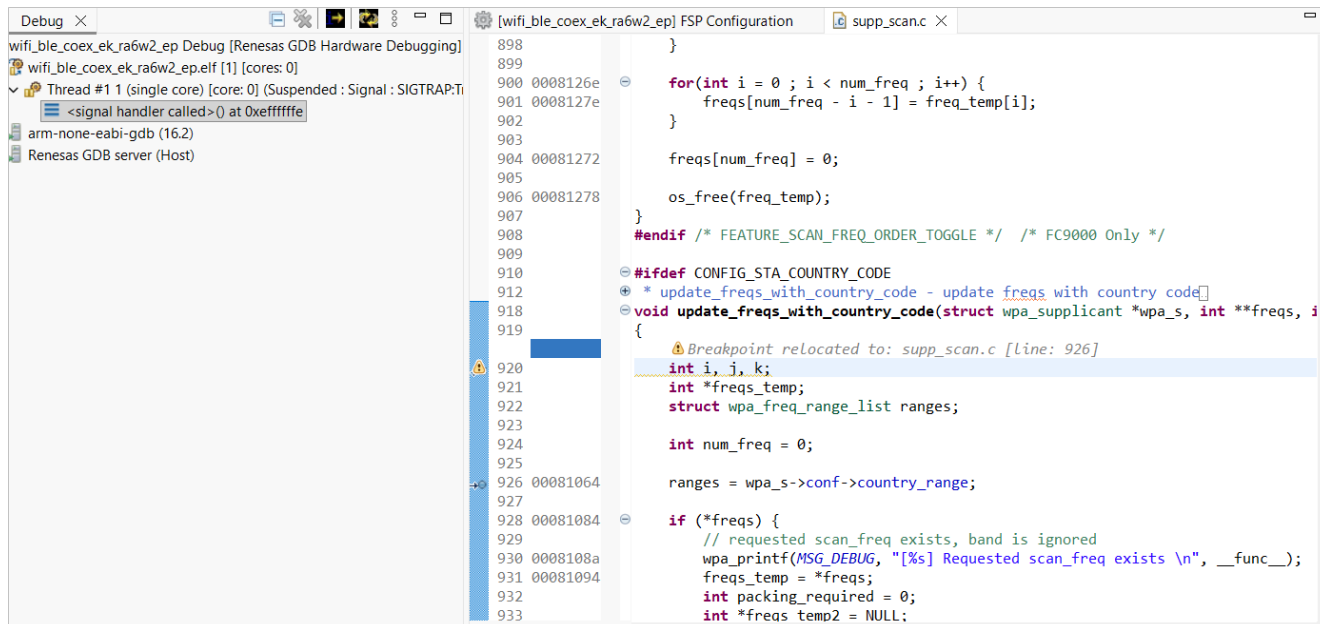 Debug
wifi_ble_coex_ek_ra6w2_ep Debug [Renesas GDB Hardware Debugging]
wifi_ble_coex_ek_ra6w2_ep.elf [1] [cores: 0]
Thread #1 1 (single core) [core: 0] (Suspended : Signal : SIGTRAP:Tr
<signal handler called>() at 0xeffffffe
arm-none-eabi-gdb (16.2)
Renesas GDB server (Host)
[wifi_ble_coex_ek_ra6w2_ep] FSP Configuration
supp_scan.c
898 }
899
900 0008126e for(int i = 0 ; i < num_freq ; i++) {
901 0008127e freqs[num_freq - i - 1] = freq_temp[i];
902 }
903
904 00081272 freqs[num_freq] = 0;
905
906 00081278 os_free(freq_temp);
907 }
908 #endif /* FEATURE_SCAN_FREQ_ORDER_TOGGLE */ /* FC9000 Only */
909
910 #ifdef CONFIG_STA_COUNTRY_CODE
912 * update_freqs_with_country_code - update freqs with country code
918 void update_freqs_with_country_code(struct wpa_supplicant *wpa_s, int **freqs, i
919 {
Breakpoint relocated to: supp_scan.c [line: 926]
920 int i, j, k;
921 int *freqs_temp;
922 struct wpa_freq_range_list ranges;
923
924 int num_freq = 0;
925
926 00081064 ranges = wpa_s->conf->country_range;
927
928 00081084 if (*freqs) {
929 // requested scan_freq exists, band is ignored
930 0008108a wpa_printf(MSG_DEBUG, "[%s] Requested scan_freq exists \n", __func__);
931 00081094 freqs_temp = *freqs;
932 int packing_required = 0;
933 int *freqs_temp2 = NULL;